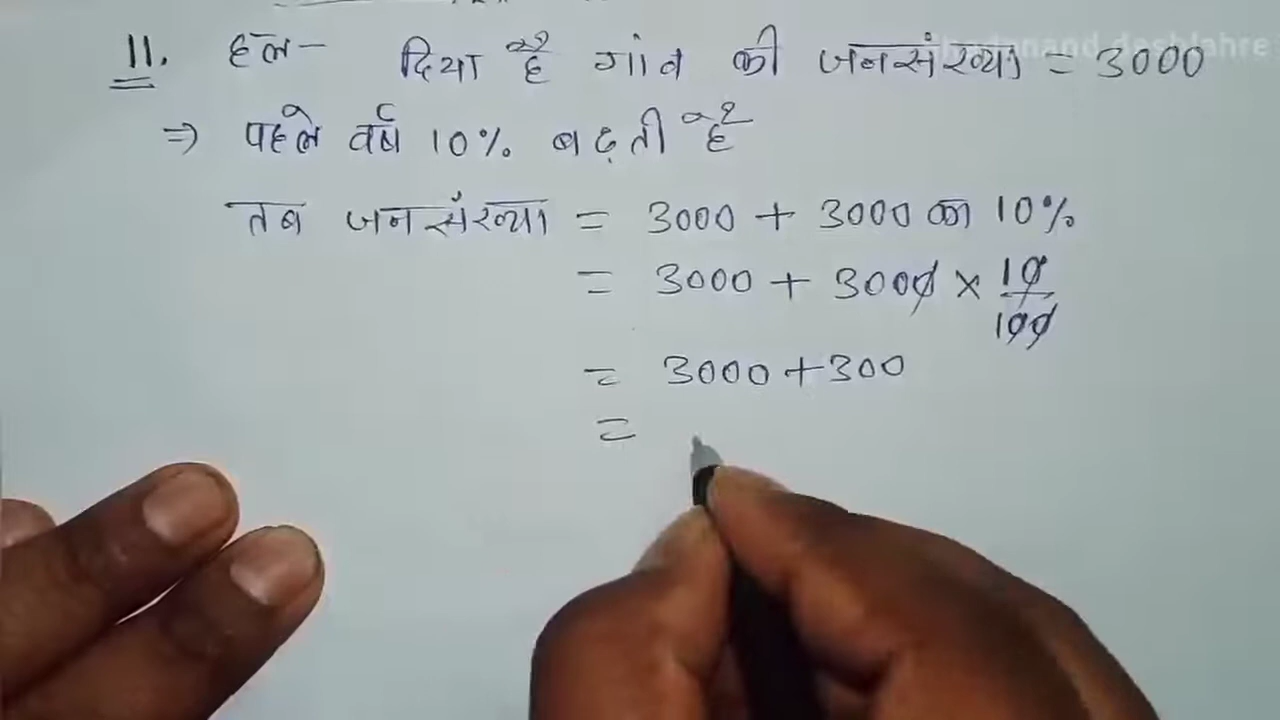 11. हल- दिया है गांव की जनसंख्या = 3000
⇒ पहले वर्ष 10% बढ़ती है
तब जनसंख्या = 3000 + 3000 का 10%
= 3000 + 3000 × 10/100
= 3000 + 300
=